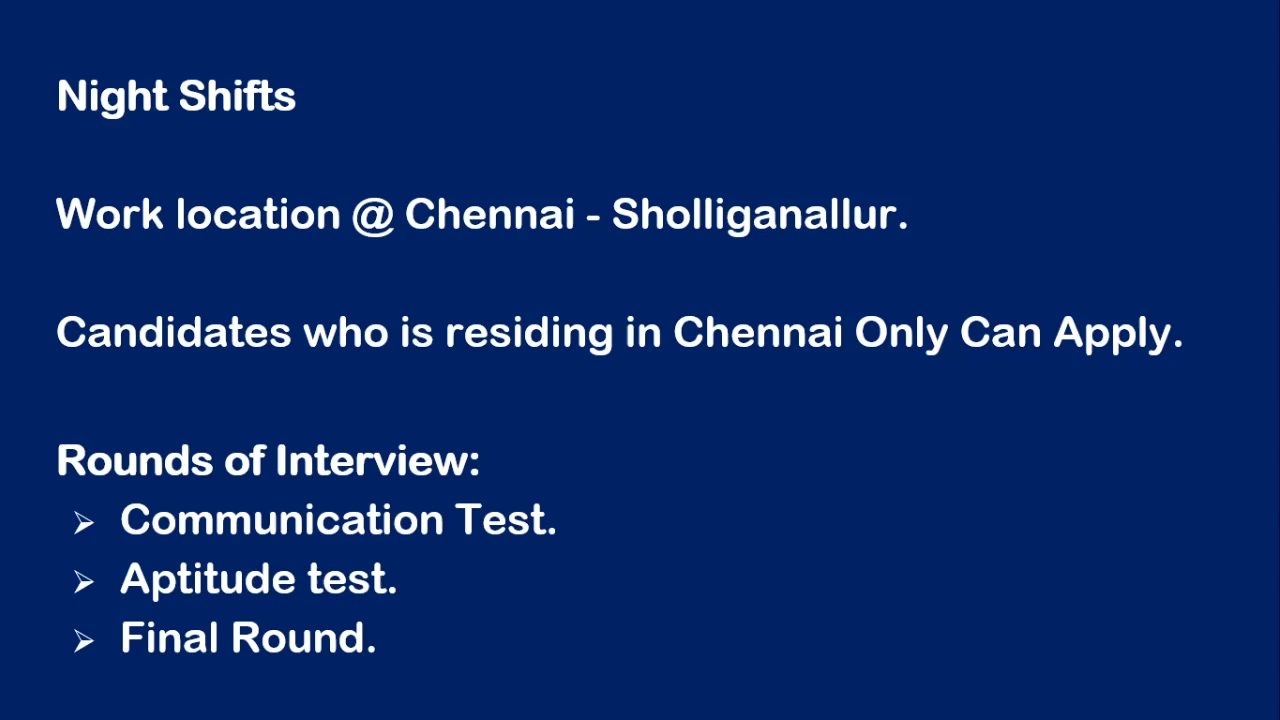 Night Shifts
Work location @ Chennai - Sholliganallur.
Candidates who is residing in Chennai Only Can Apply.
Rounds of Interview:
➢ Communication Test.
➢ Aptitude test.
➢ Final Round.